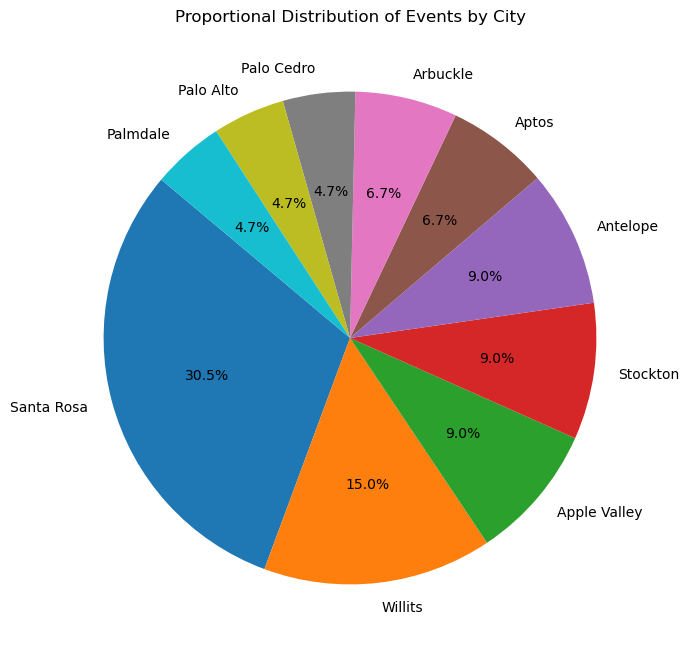 Proportional Distribution of Events by City
Palo Cedro
Arbuckle
Palo Alto
Aptos
Palmdale
4.7%
6.7%
4.7%
6.7%
Antelope
4.7%
9.0%
9.0%
Stockton
30.5%
Santa Rosa
9.0%
15.0%
Apple Valley
Willits